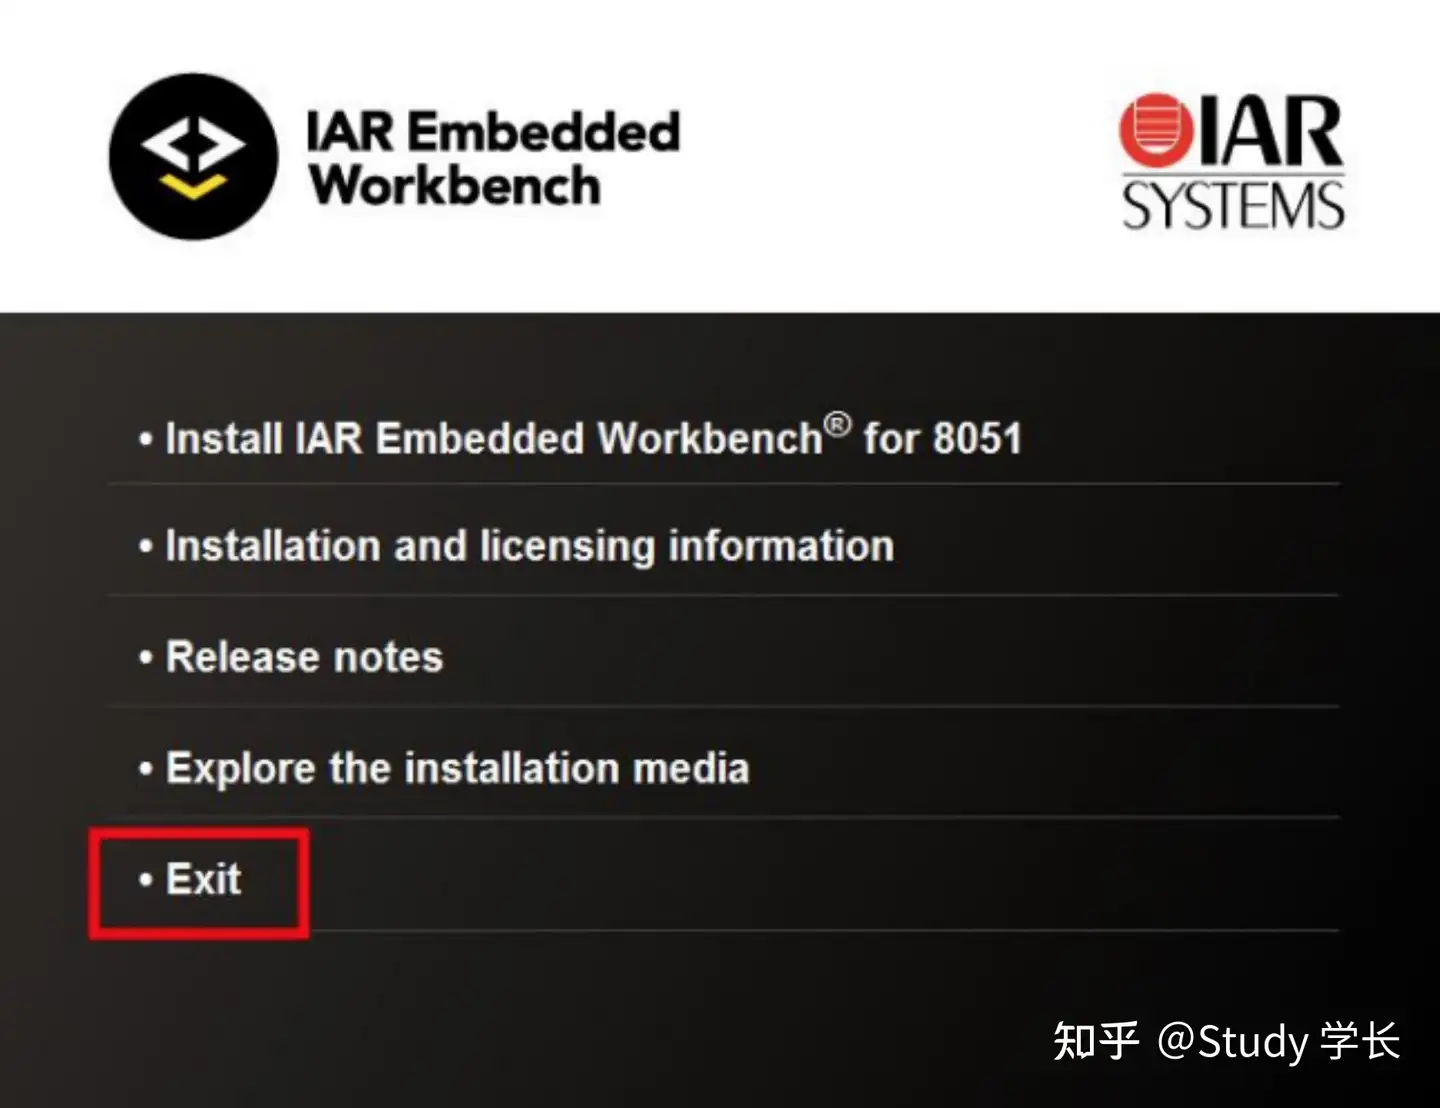 IAR Embedded
Workbench
IAR
SYSTEMS
• Install IAR Embedded Workbench® for 8051
• Installation and licensing information
• Release notes
• Explore the installation media
• Exit
知乎 @Study 学长